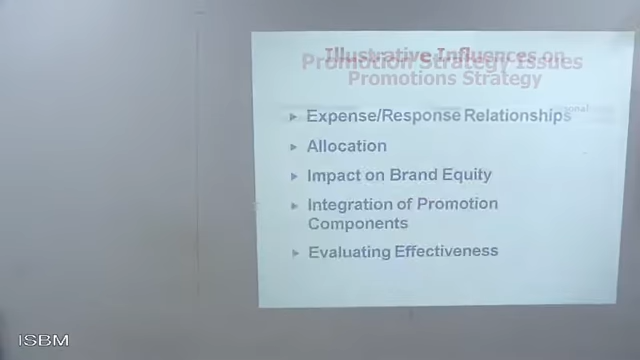 Illustrative Influences on
Promotion Strategy Issues
Promotions Strategy
Expense/Response Relationships
Allocation
Impact on Brand Equity
Integration of Promotion
Components
Evaluating Effectiveness
ISBM